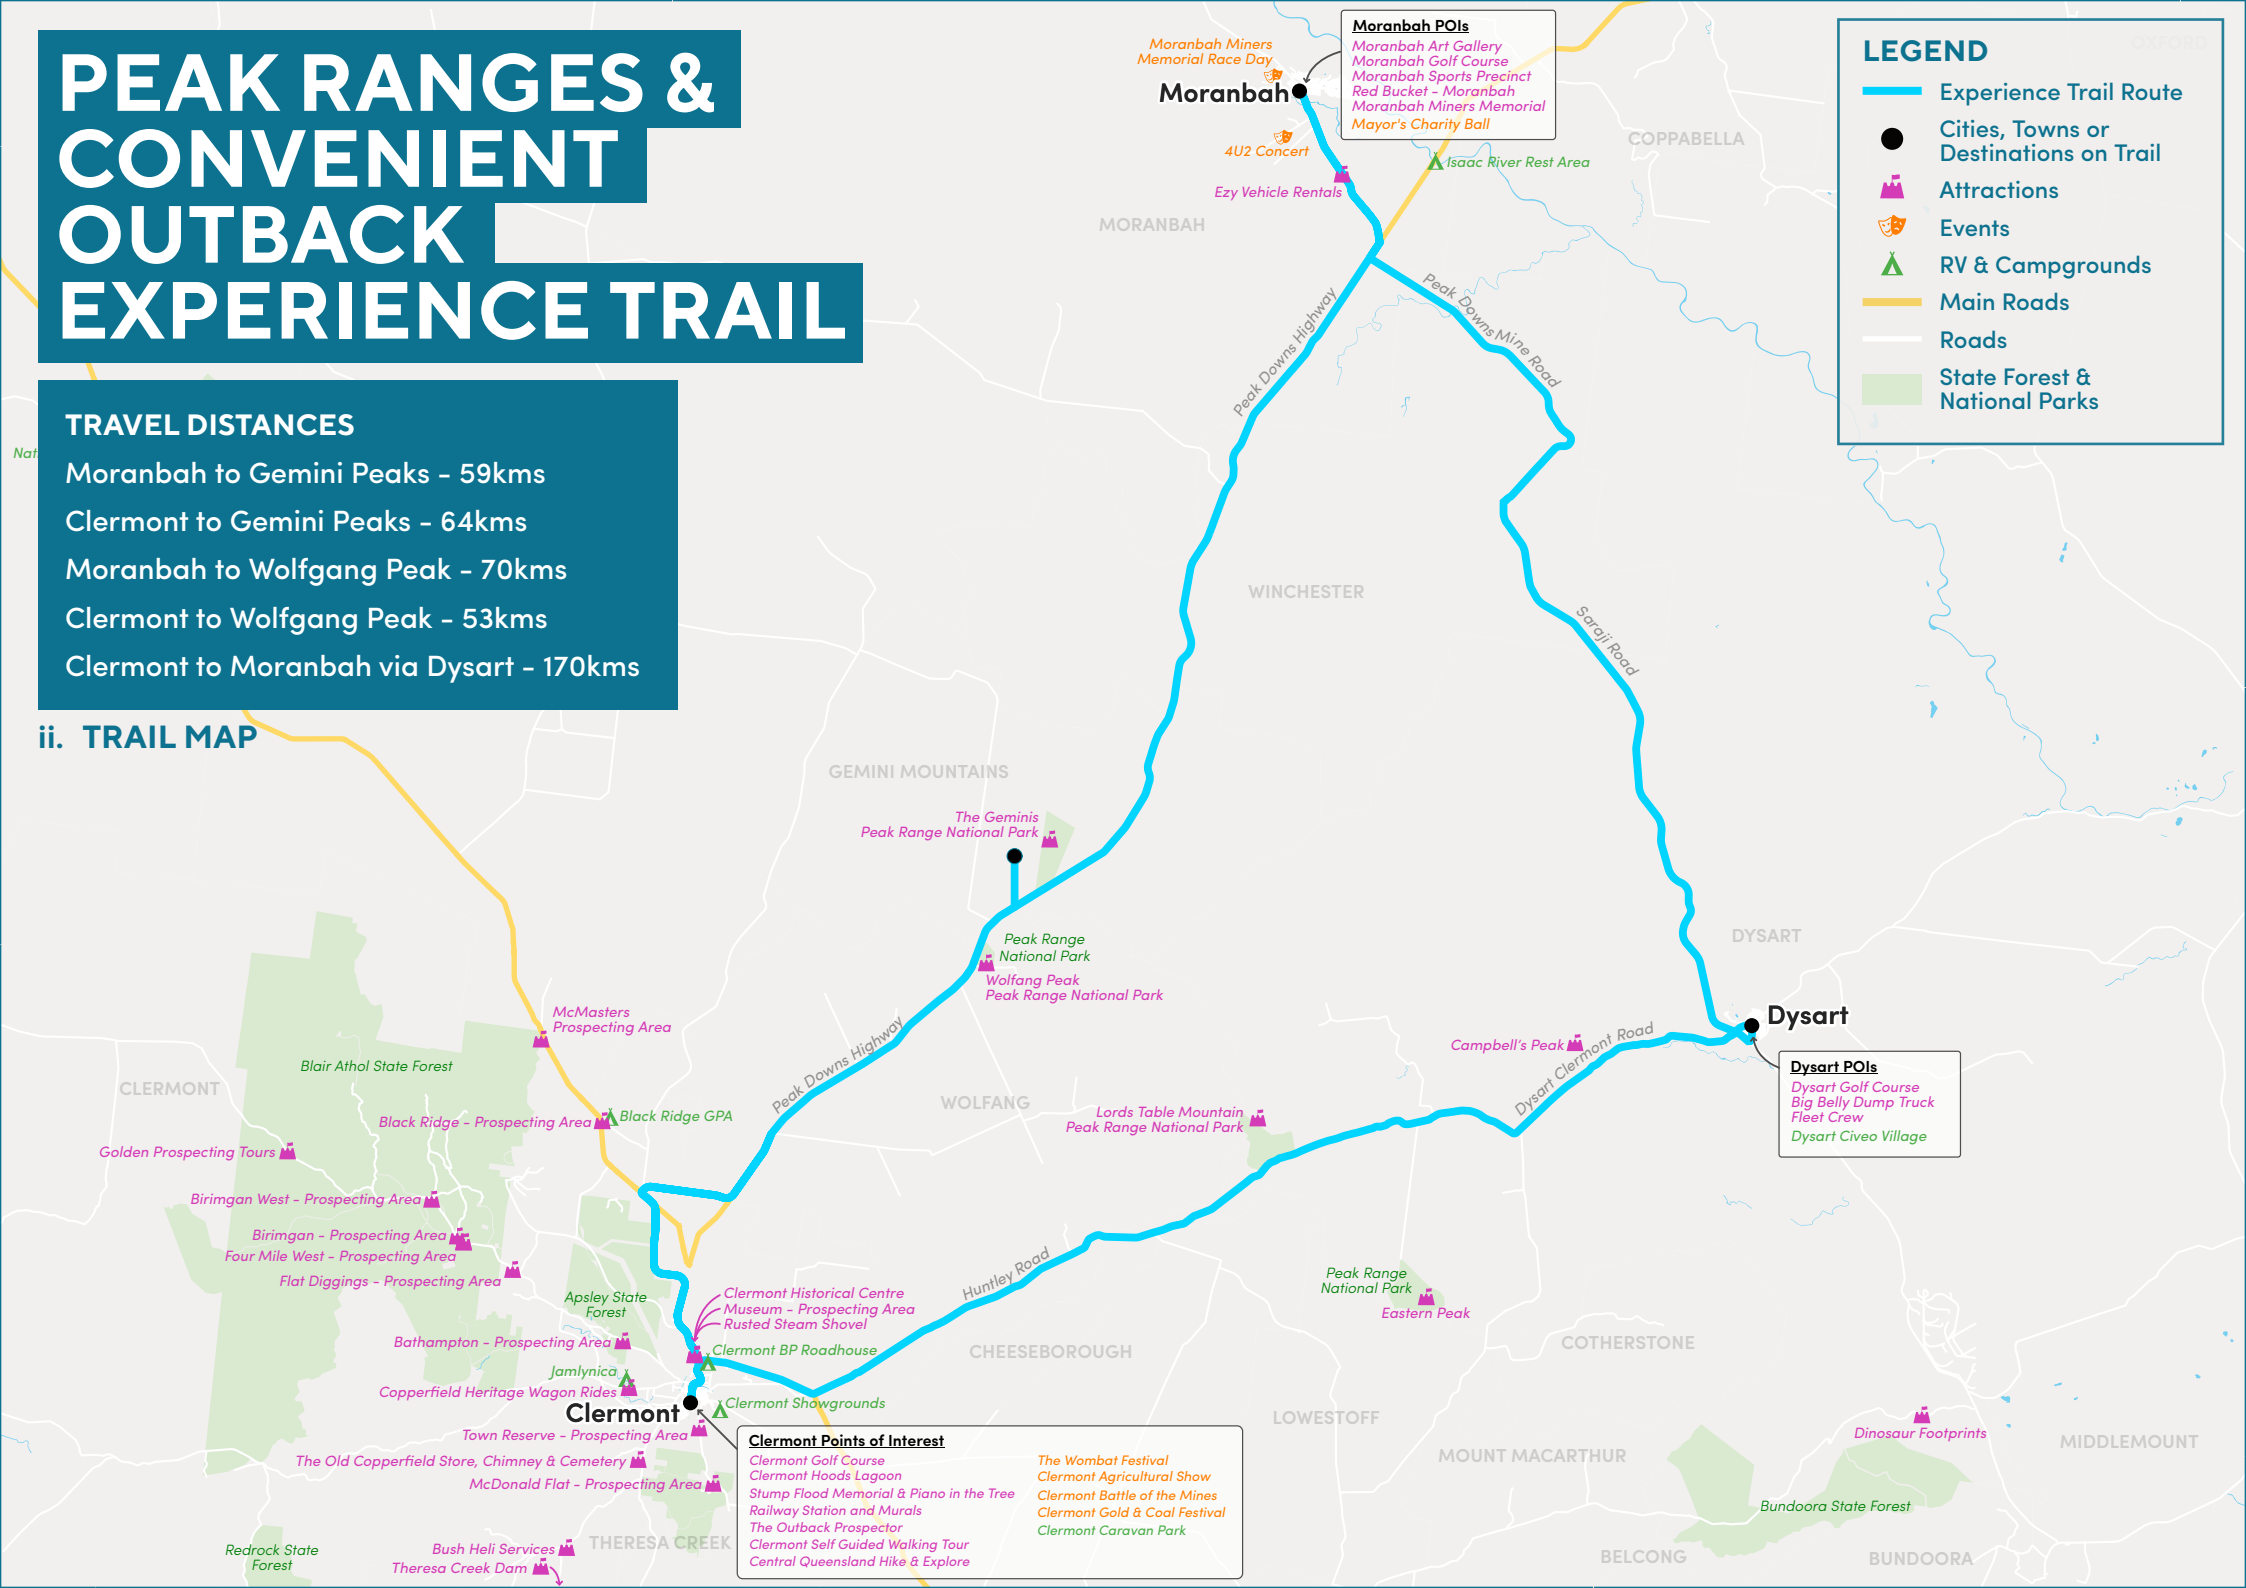 PEAK RANGES &
CONVENIENT
OUTBACK
EXPERIENCE TRAIL
TRAVEL DISTANCES
Moranbah to Gemini Peaks - 59kms
Clermont to Gemini Peaks - 64kms
Moranbah to Wolfgang Peak - 70kms
Clermont to Wolfgang Peak - 53kms
Clermont to Moranbah via Dysart - 170kms
ii. TRAIL MAP
Nat
Moranbah Miners
Memorial Race Day
Moranbah
4U2 Concert
Ezy Vehicle Rentals
MORANBAH
Moranbah POIs
Moranbah Art Gallery
Moranbah Golf Course
Moranbah Sports Precinct
Red Bucket - Moranbah
Moranbah Miners Memorial
Mayor's Charity Ball
Isaac River Rest Area
COPPABELLA
OXFORD
LEGEND
Experience Trail Route
Cities, Towns or
Destinations on Trail
Attractions
Events
RV & Campgrounds
Main Roads
Roads
State Forest &
National Parks
Peak Downs Highway
Peak Downs Mine Road
WINCHESTER
Saraji Road
GEMINI MOUNTAINS
The Geminis
Peak Range National Park
Peak Range
National Park
Wolfang Peak
Peak Range National Park
DYSART
Dysart
Dysart POIs
Dysart Golf Course
Big Belly Dump Truck
Fleet Crew
Dysart Civeo Village
Campbell's Peak
Dysart Clermont Road
McMasters
Prospecting Area
Blair Athol State Forest
CLERMONT
Peak Downs Highway
WOLFANG
Lords Table Mountain
Peak Range National Park
Black Ridge - Prospecting Area
Black Ridge GPA
Golden Prospecting Tours
Birimgan West - Prospecting Area
Birimgan - Prospecting Area
Four Mile West - Prospecting Area
Flat Diggings - Prospecting Area
Huntley Road
Apsley State
Forest
Clermont Historical Centre
Museum - Prospecting Area
Rusted Steam Shovel
Peak Range
National Park
Eastern Peak
Bathampton - Prospecting Area
Clermont BP Roadhouse
CHEESEBOROUGH
COTHERSTONE
Jamlynica
Copperfield Heritage Wagon Rides
Clermont
Clermont Showgrounds
LOWESTOFF
Town Reserve - Prospecting Area
The Old Copperfield Store, Chimney & Cemetery
McDonald Flat - Prospecting Area
MOUNT MACARTHUR
Dinosaur Footprints
MIDDLEMOUNT
Clermont Points of Interest
Clermont Golf Course
Clermont Hoods Lagoon
Stump Flood Memorial & Piano in the Tree
Railway Station and Murals
The Outback Prospector
Clermont Self Guided Walking Tour
Central Queensland Hike & Explore
The Wombat Festival
Clermont Agricultural Show
Clermont Battle of the Mines
Clermont Gold & Coal Festival
Clermont Caravan Park
Bundoora State Forest
THERESA CREEK
Redrock State
Forest
Bush Heli Services
Theresa Creek Dam
BELCONG
BUNDOORA